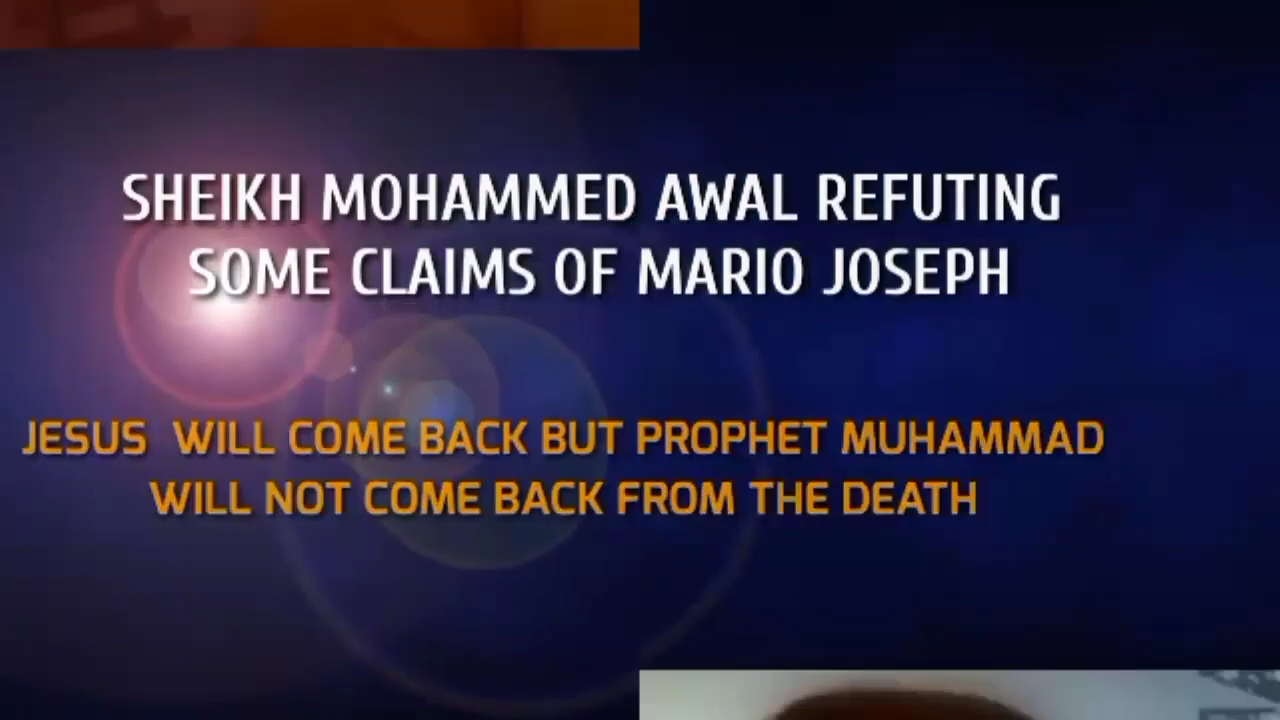 SHEIKH MOHAMMED AWAL REFUTING
SOME CLAIMS OF MARIO JOSEPH
JESUS WILL COME BACK BUT PROPHET MUHAMMAD
WILL NOT COME BACK FROM THE DEATH